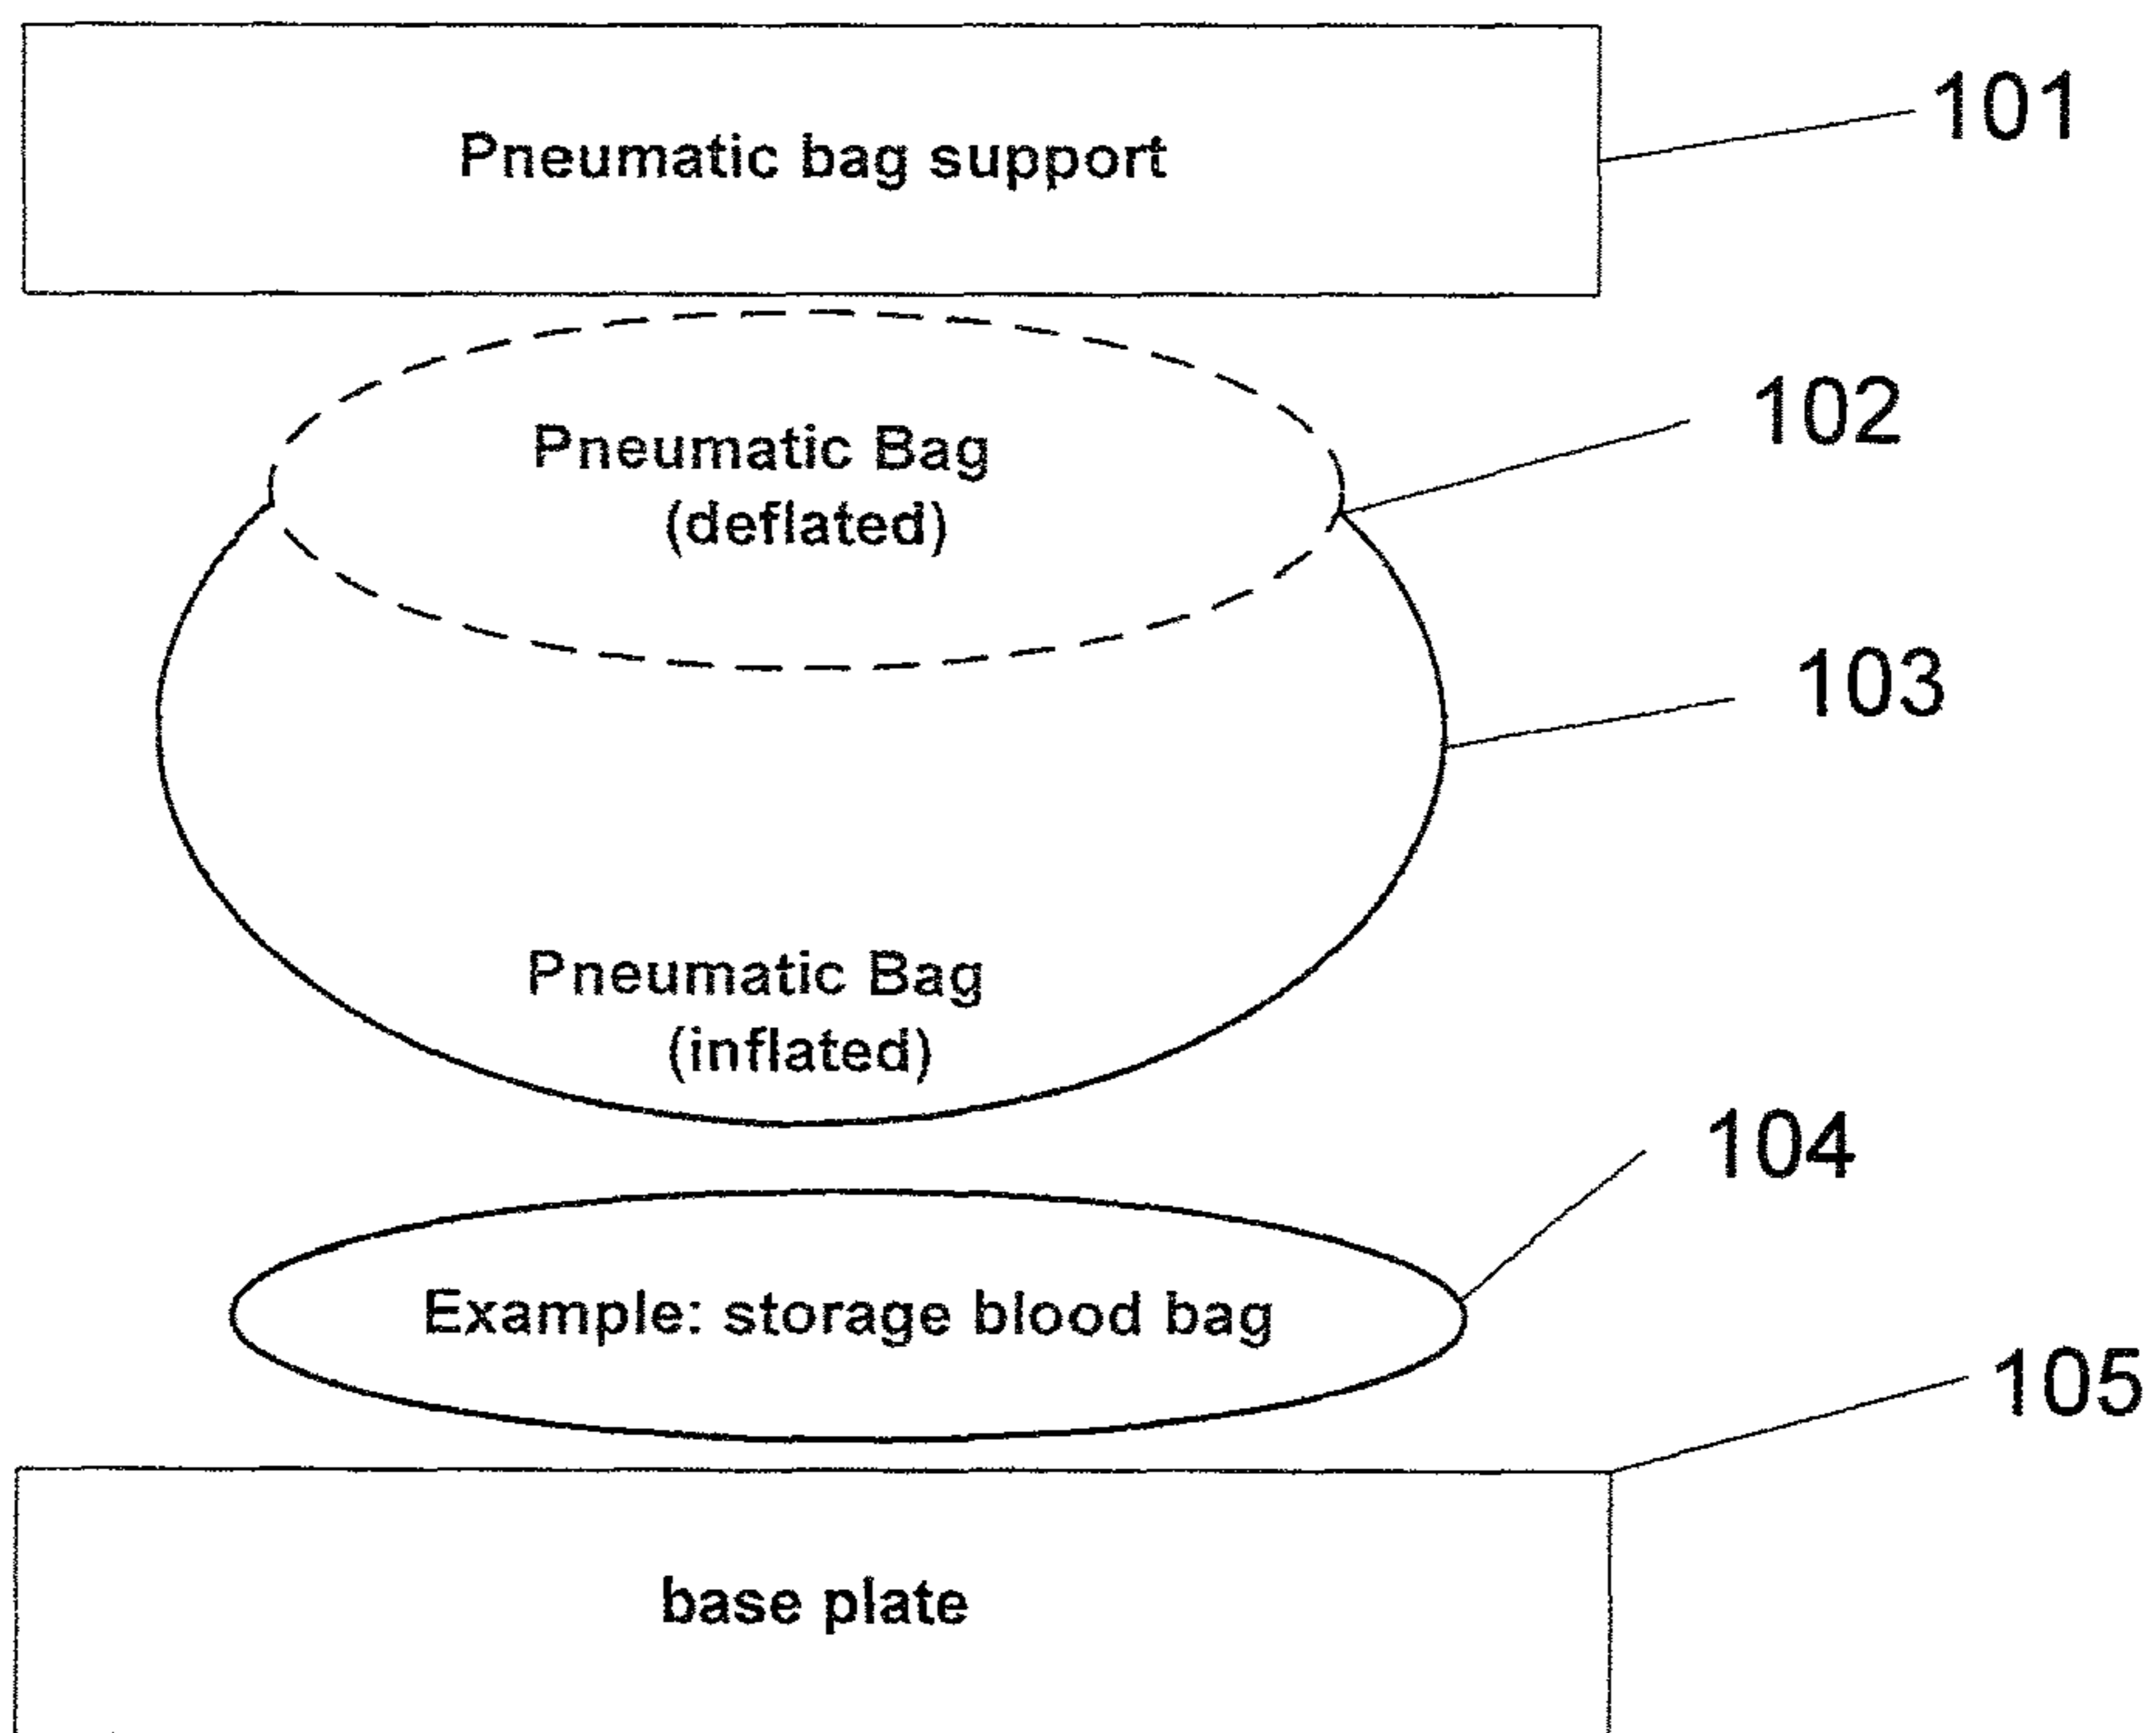 Pneumatic bag support
101
Pneumatic Bag
(deflated)
102
103
Pneumatic Bag
(inflated)
104
Example: storage blood bag
105
base plate